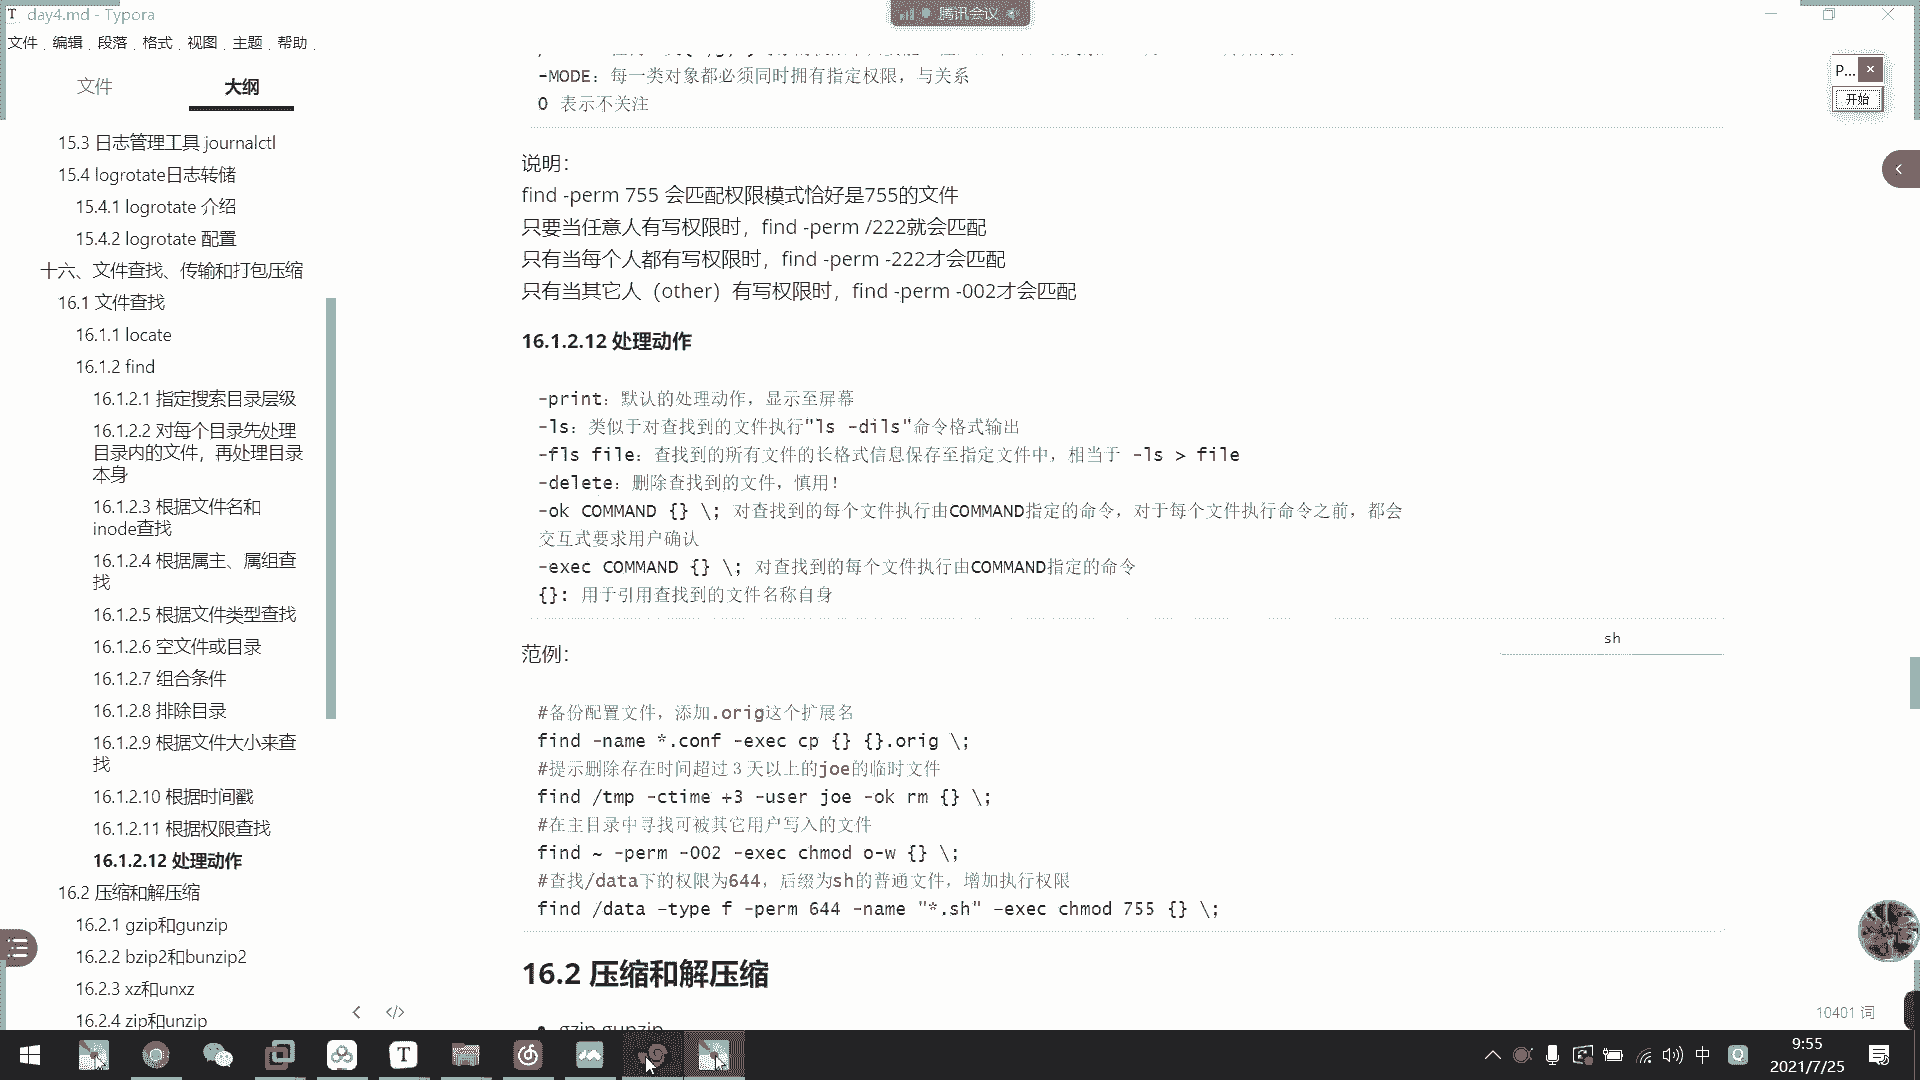 day4.md - Typora
腾讯会议
文件 编辑 段落 格式 视图 主题 帮助
文件
大纲
15.3 日志管理工具 journalctl
15.4 logrotate日志转储
15.4.1 logrotate 介绍
15.4.2 logrotate 配置
十六、文件查找、传输和打包压缩
16.1 文件查找
16.1.1 locate
16.1.2 find
16.1.2.1 指定搜索目录层级
16.1.2.2 对每个目录先处理
目录内的文件，再处理目录
本身
16.1.2.3 根据文件名和
inode查找
16.1.2.4 根据属主、属组查
找
16.1.2.5 根据文件类型查找
16.1.2.6 空文件或目录
16.1.2.7 组合条件
16.1.2.8 排除目录
16.1.2.9 根据文件大小来查
找
16.1.2.10 根据时间戳
16.1.2.11 根据权限查找
16.1.2.12 处理动作
16.2 压缩和解压缩
16.2.1 gzip和gunzip
16.2.2 bzip2和bunzip2
16.2.3 xz和unxz
16.2.4 zip和unzip
-MODE：每一类对象都必须同时拥有指定权限，与关系
0 表示不关注
说明：
find -perm 755 会匹配权限模式恰好是755的文件
只要当任意人有写权限时，find -perm /222就会匹配
只有当每个人都有写权限时，find -perm -222才会匹配
只有当其它人（other）有写权限时，find -perm -002才会匹配
16.1.2.12 处理动作
-print：默认的处理动作，显示至屏幕
-ls：类似于对查找到的文件执行"ls -dils"命令格式输出
-fls file：查找到的所有文件的长格式信息保存至指定文件中，相当于 -ls > file
-delete：删除查找到的文件，慎用！
-ok COMMAND {} \; 对查找到的每个文件执行由COMMAND指定的命令，对于每个文件执行命令之前，都会
交互式要求用户确认
-exec COMMAND {} \; 对查找到的每个文件执行由COMMAND指定的命令
{}: 用于引用查找到的文件名称自身
sh
范例：
#备份配置文件，添加.orig这个扩展名
find -name *.conf -exec cp {} {}.orig \;
#提示删除存在时间超过３天以上的joe的临时文件
find /tmp -ctime +3 -user joe -ok rm {} \;
#在主目录中寻找可被其它用户写入的文件
find ~ -perm -002 -exec chmod o-w {} \;
#查找/data下的权限为644，后缀为sh的普通文件，增加执行权限
find /data -type f -perm 644 -name "*.sh" -exec chmod 755 {} \;
16.2 压缩和解压缩
gzip gunzip
P...
开始
10401 词
中
9:55
2021/7/25